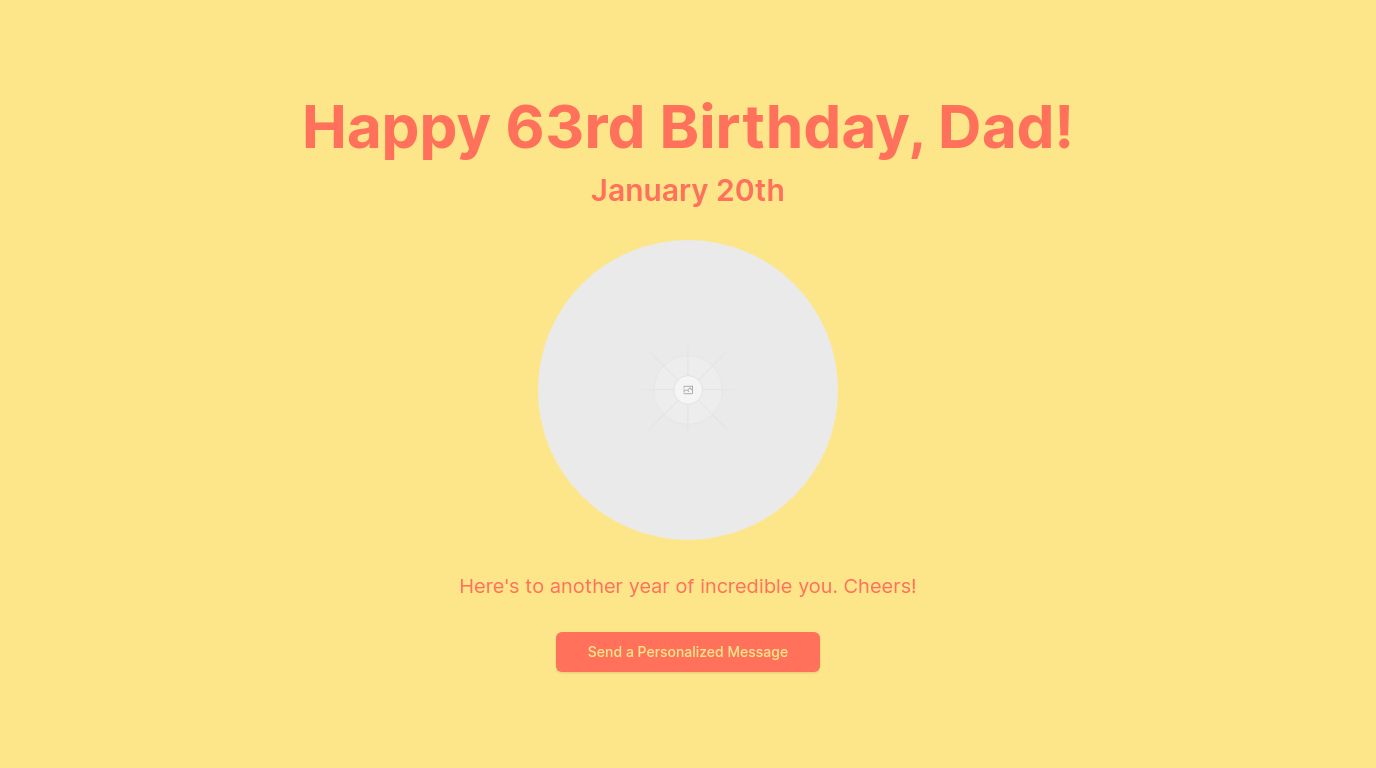 Happy 63rd Birthday, Dad!
January 20th
Here's to another year of incredible you. Cheers!
Send a Personalized Message